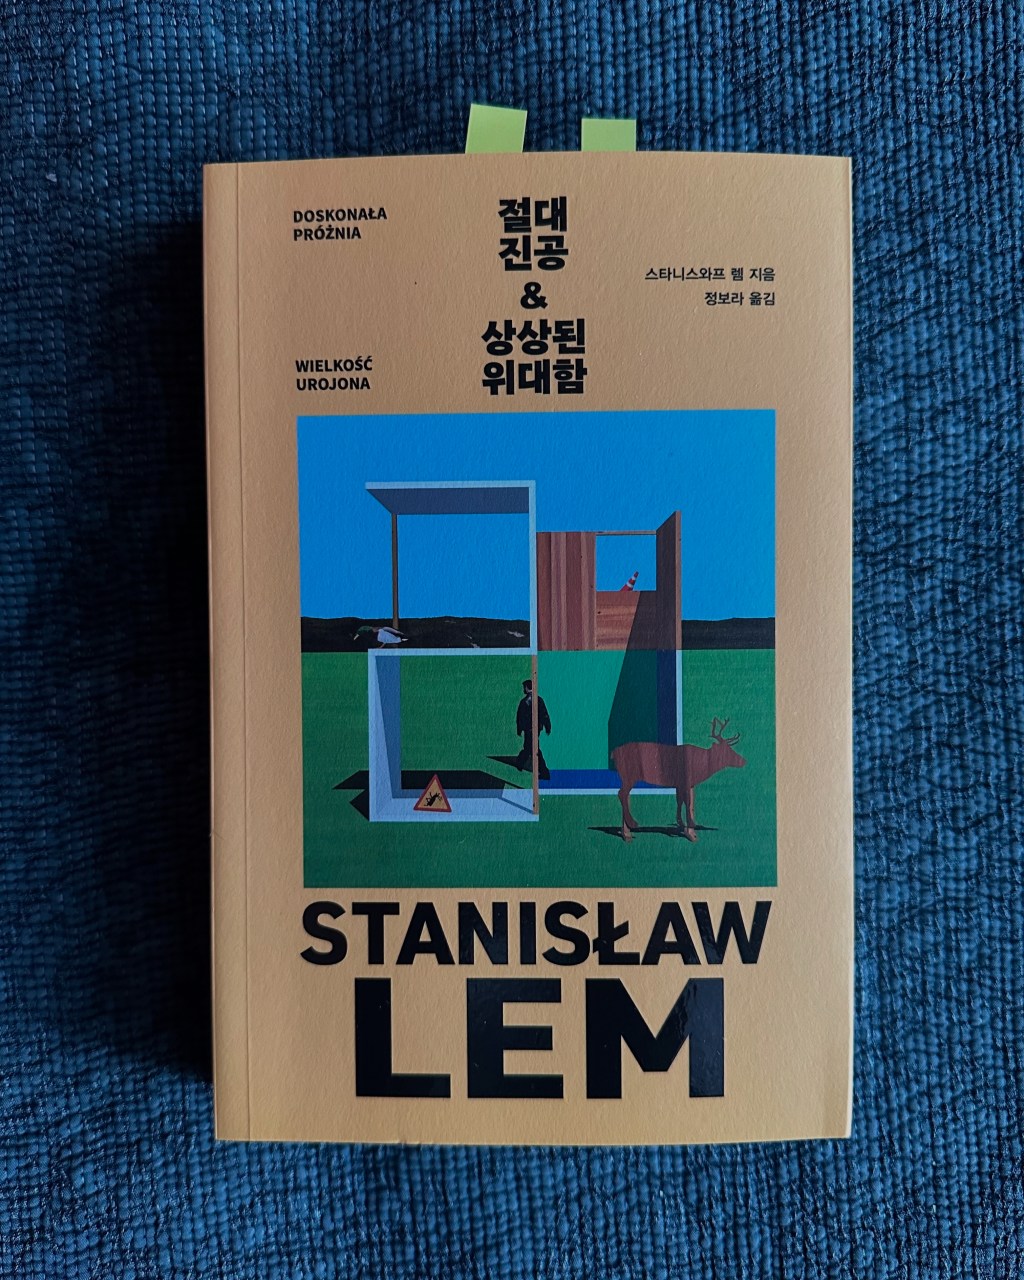 DOSKONAŁA
PRÓŻNIA
절대
진공
&
상상된
위대함
스타니스와프 렘 지음
정보라 옮김
WIELKOŚĆ
UROJONA
STANISŁAW
LEM